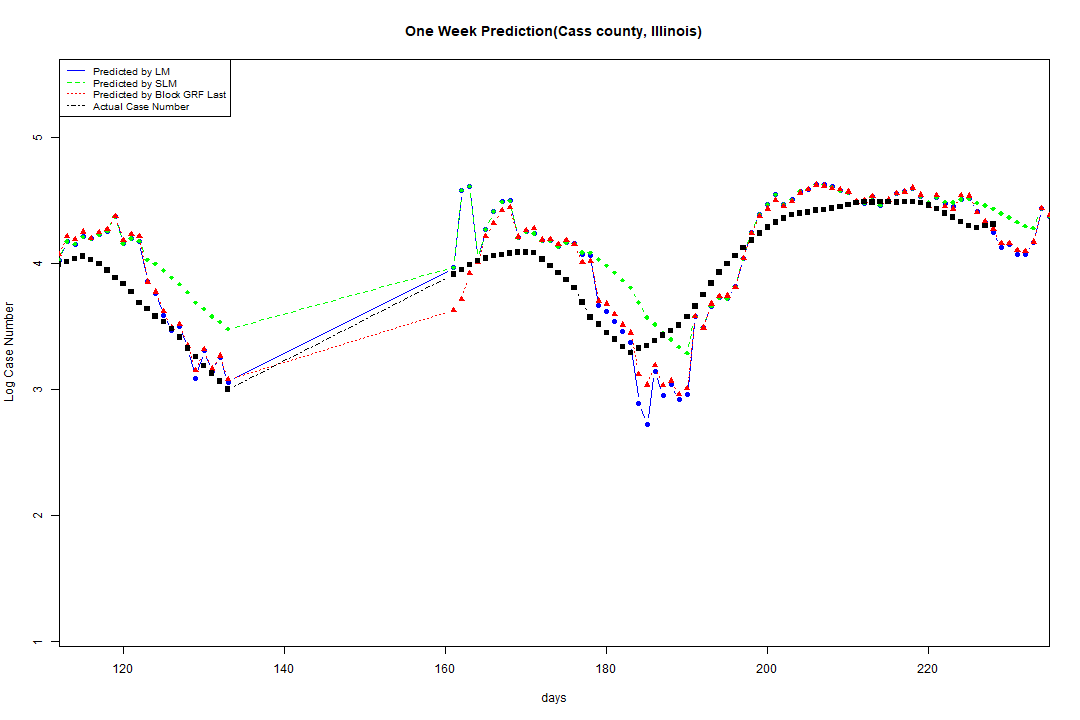 One Week Prediction(Cass county, Illinois)
Predicted by LM
Predicted by SLM
Predicted by Block GRF Last
Actual Case Number
5
4
3
2
1
Log Case Number
120 140 160 180 200 220
days